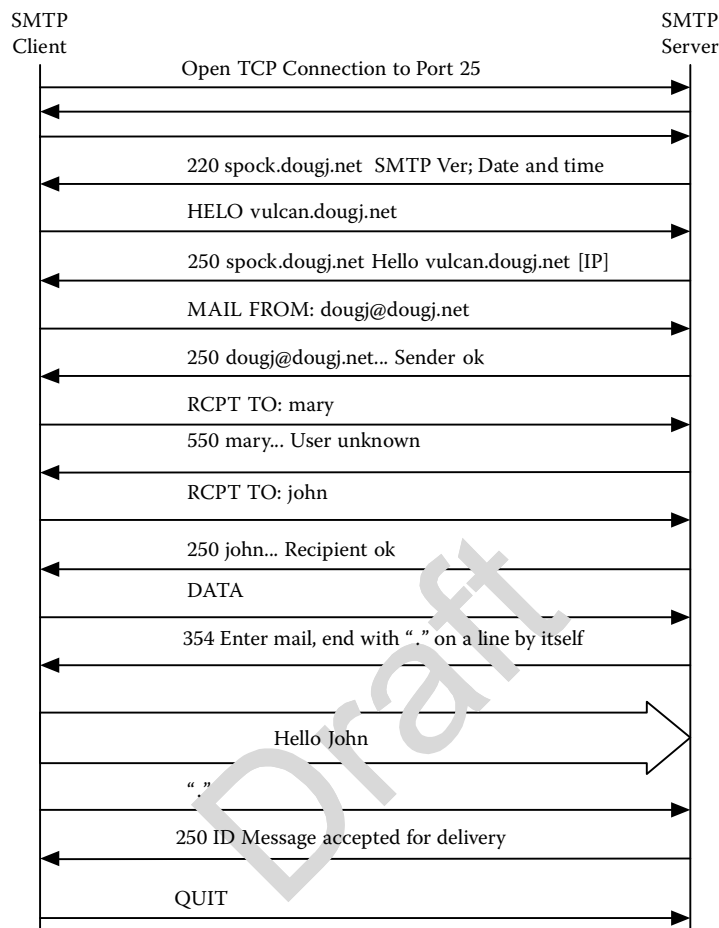 SMTP
Client
SMTP
Server
Open TCP Connection to Port 25
220 spock.dougj.net  SMTP Ver; Date and time
HELO vulcan.dougj.net
250 spock.dougj.net Hello vulcan.dougj.net [IP]
MAIL FROM: dougj@dougj.net
250 dougj@dougj.net... Sender ok
RCPT TO: mary
550 mary... User unknown
RCPT TO: john
250 john... Recipient ok
DATA
354 Enter mail, end with “.” on a line by itself
Hello John
“.”
250 ID Message accepted for delivery
QUIT
Draft